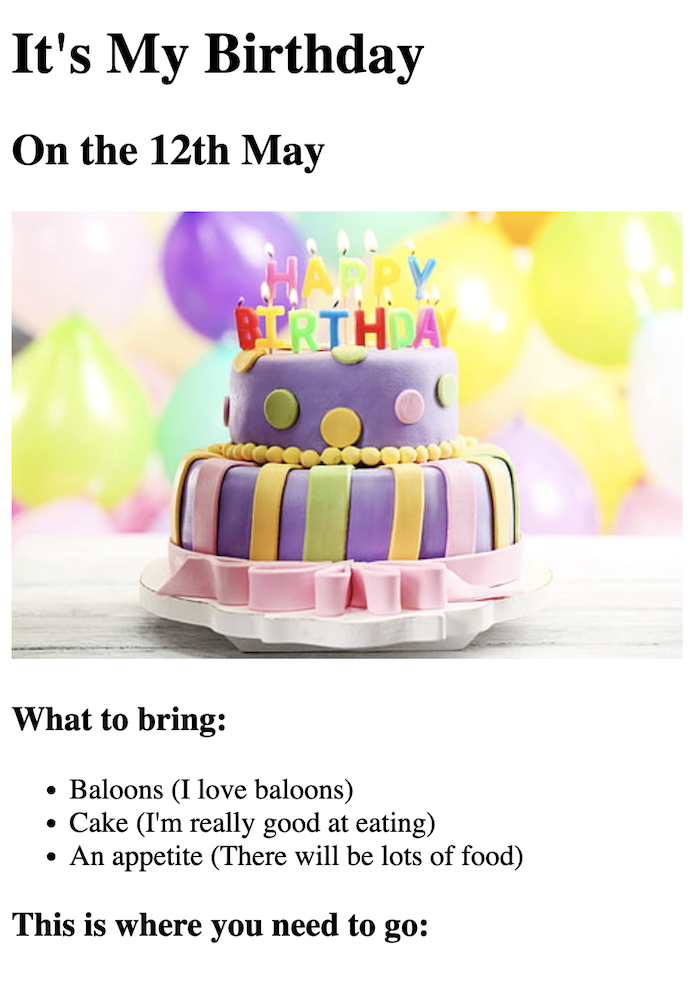 It's My Birthday
On the 12th May
HAPPY
BIRTHDAY
What to bring:
Baloons (I love baloons)
Cake (I'm really good at eating)
An appetite (There will be lots of food)
This is where you need to go: